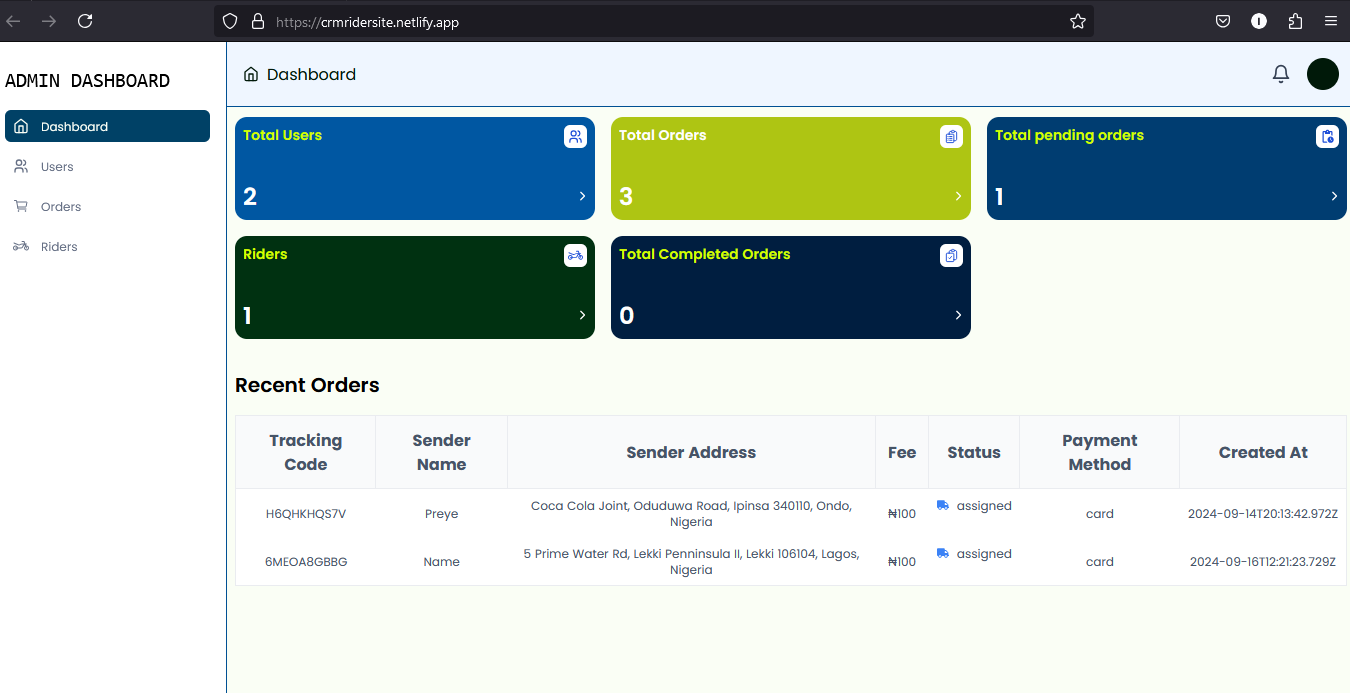 https://crmridersite.netlify.app
ADMIN DASHBOARD
Dashboard
Users
Orders
Riders
Dashboard
Total Users
2
Total Orders
3
Total pending orders
1
Riders
1
Total Completed Orders
0
Recent Orders
Tracking Code Sender Name Sender Address Fee Status Payment Method Created At
H6QHKHQS7V Preye Coca Cola Joint, Oduduwa Road, Ipinsa 340110, Ondo, Nigeria ₦100 assigned card 2024-09-14T20:13:42.972Z
6MEOA8GBBG Name 5 Prime Water Rd, Lekki Penninsula II, Lekki 106104, Lagos, Nigeria ₦100 assigned card 2024-09-16T12:21:23.729Z